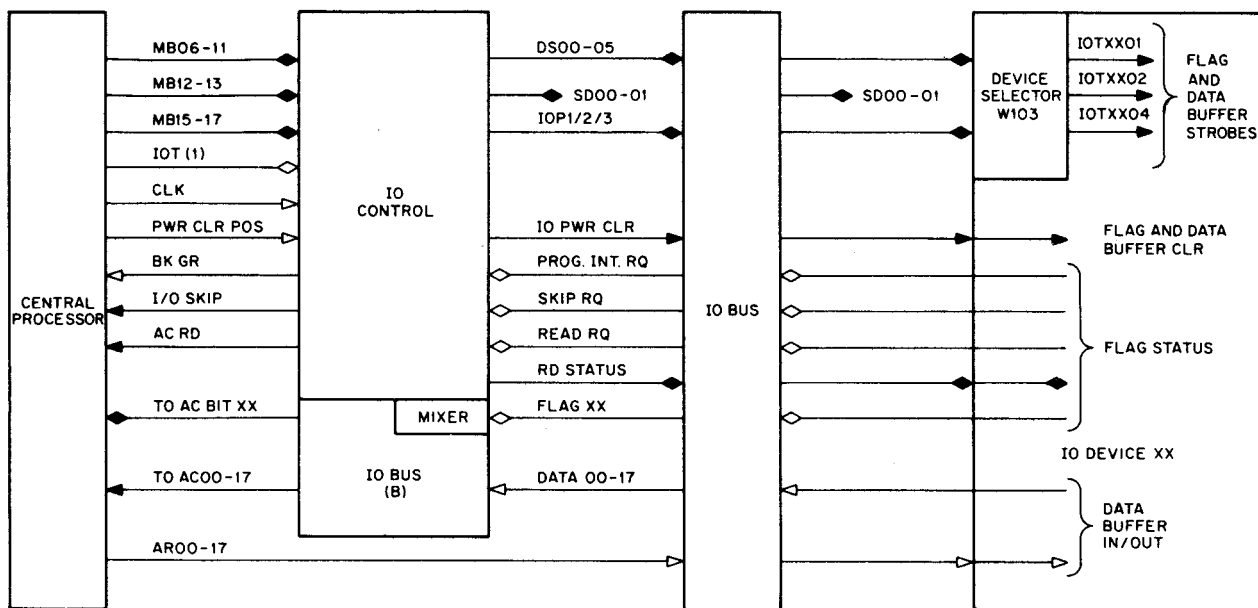 CENTRAL
PROCESSOR
MB06-11
MB12-13
MB15-17
IOT (1)
CLK
PWR CLR POS
BK GR
I/O SKIP
AC RD
TO AC BIT XX
TO AC00-17
AR00-17
IO
CONTROL
MIXER
IO BUS
(B)
DS00-05
SD00-01
IOP1/2/3
IO PWR CLR
PROG. INT. RQ
SKIP RQ
READ RQ
RD STATUS
FLAG XX
DATA 00-17
IO BUS
SD00-01
DEVICE
SELECTOR
W103
IOTXX01
IOTXX02
IOTXX04
FLAG
AND
DATA
BUFFER
STROBES
FLAG AND DATA
BUFFER CLR
FLAG STATUS
IO DEVICE XX
DATA
BUFFER
IN/OUT